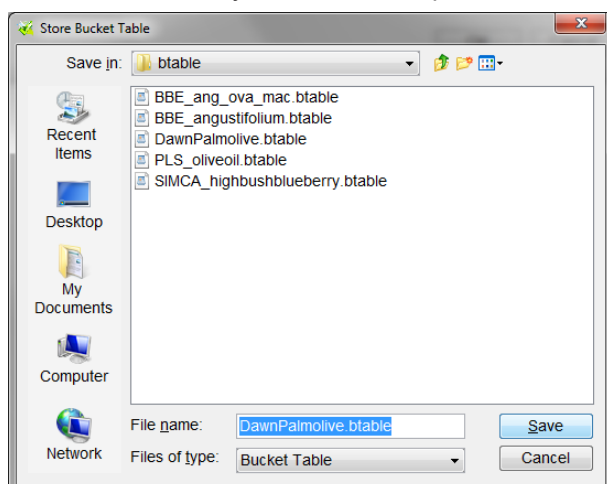 Store Bucket Table
Save in: btable
BBE_ang_ova_mac.btable
BBE_angustifolium.btable
DawnPalmolive.btable
PLS_oliveoil.btable
SIMCA_highbushblueberry.btable
Recent
Items
Desktop
My
Documents
Computer
Network
File name: DawnPalmolive.btable Save
Files of type: Bucket Table Cancel